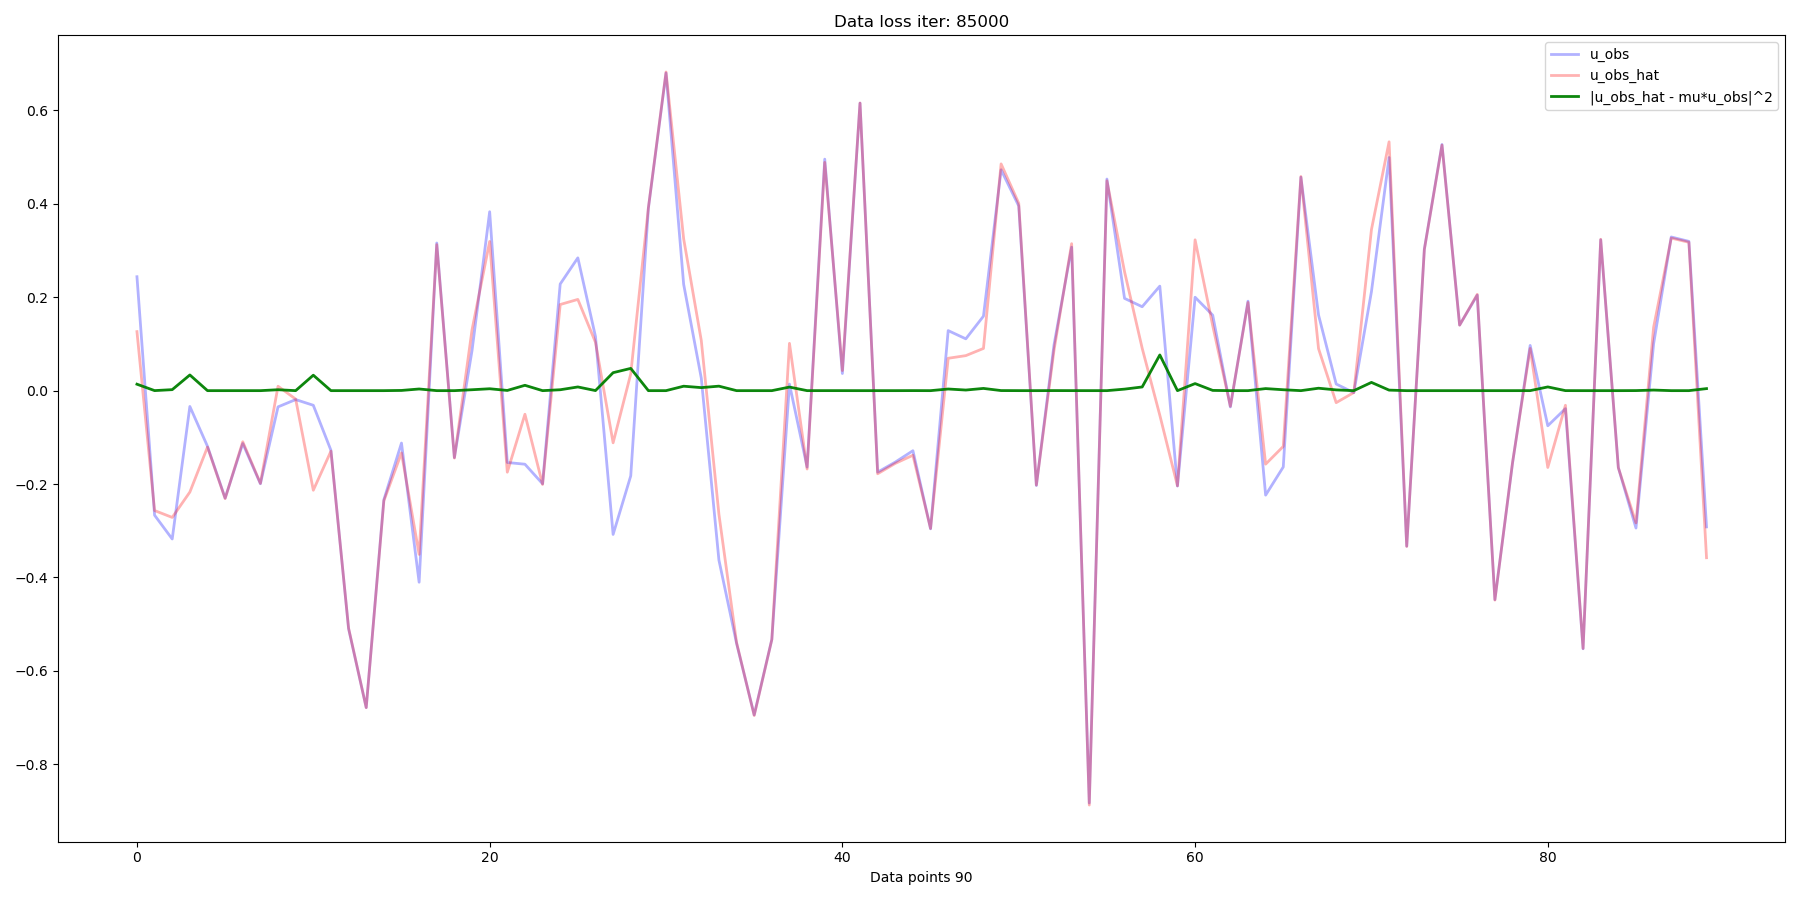 Data loss iter: 85000
u_obs
u_obs_hat
|u_obs_hat - mu*u_obs|^2
0.6
0.4
0.2
0.0
−0.2
−0.4
−0.6
−0.8
0 20 40 60 80
Data points 90